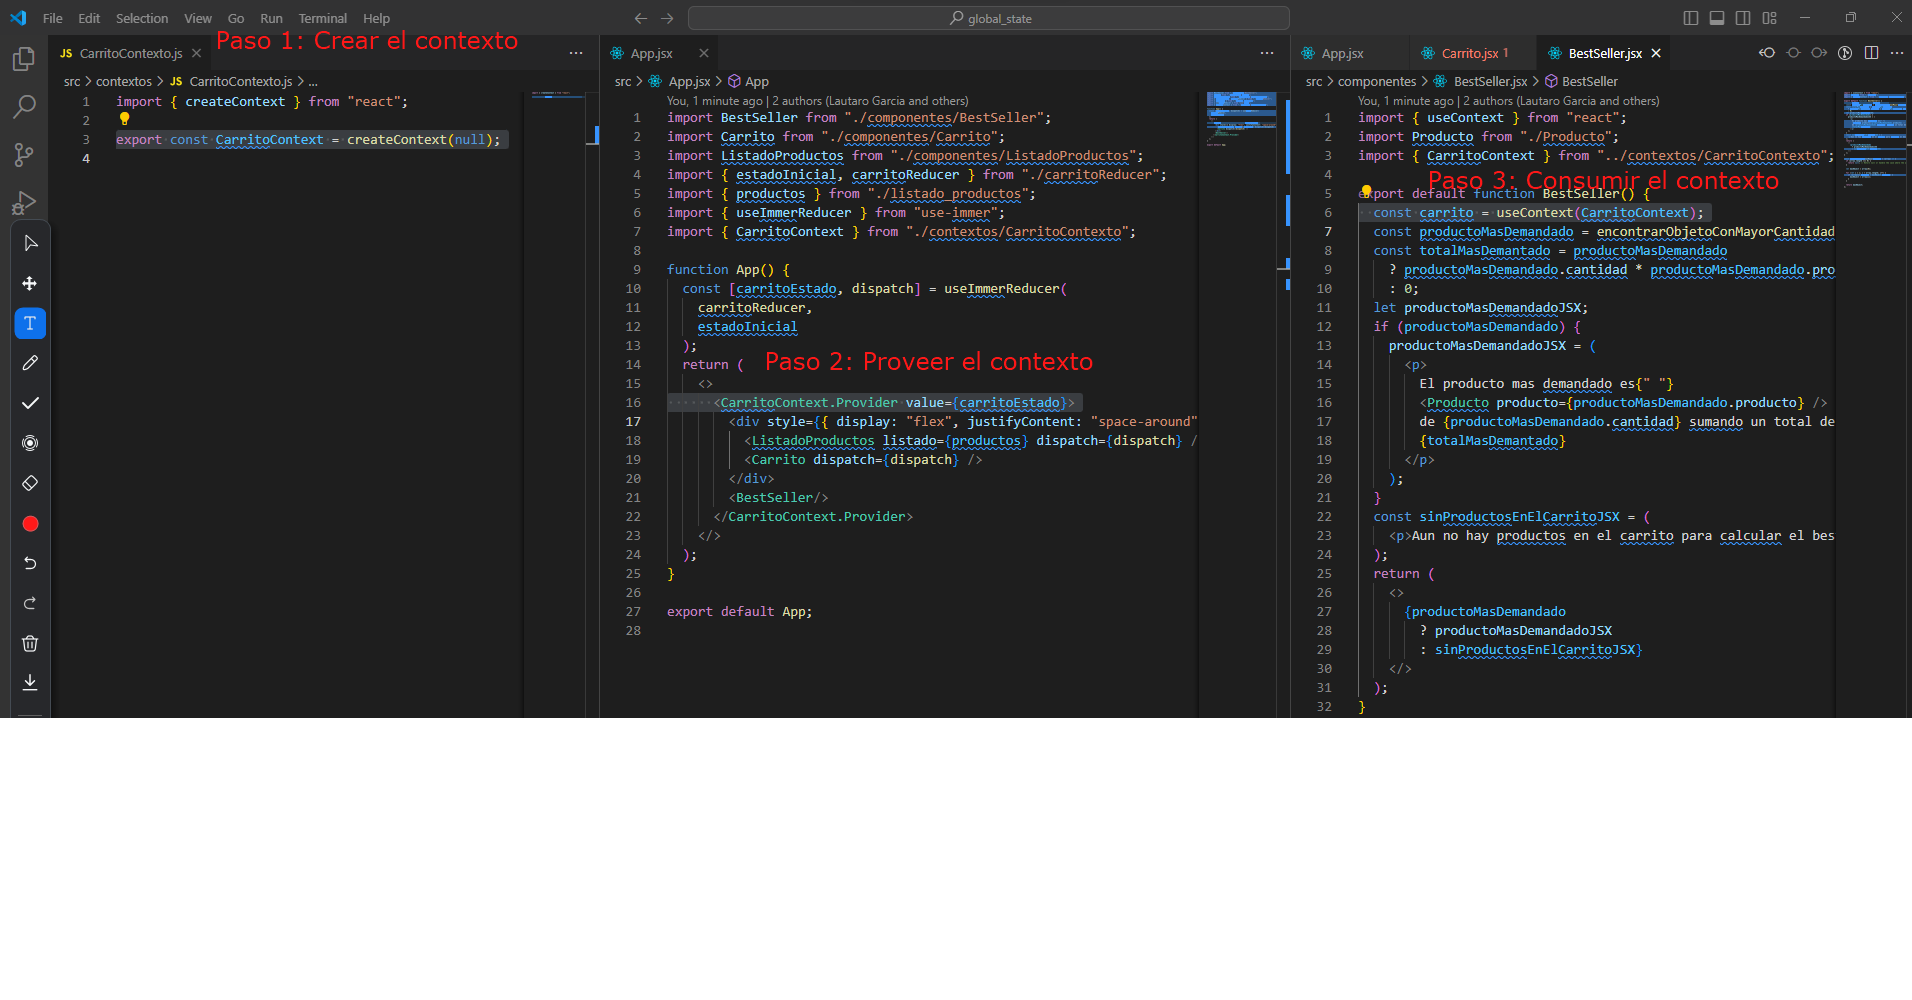 File Edit Selection View Go Run Terminal Help
global_state
JS CarritoContexto.js
Paso 1: Crear el contexto
src > contextos > JS CarritoContexto.js > ...
1 import { createContext } from "react";
2
3 export const CarritoContext = createContext(null);
4
App.jsx
src > App.jsx > App
You, 1 minute ago | 2 authors (Lautaro Garcia and others)
1 import BestSeller from "./componentes/BestSeller";
2 import Carrito from "./componentes/Carrito";
3 import ListadoProductos from "./componentes/ListadoProductos";
4 import { estadoInicial, carritoReducer } from "./carritoReducer";
5 import { productos } from "./listado_productos";
6 import { useImmerReducer } from "use-immer";
7 import { CarritoContext } from "./contextos/CarritoContexto";
8
9 function App() {
10 const [carritoEstado, dispatch] = useImmerReducer(
11 carritoReducer,
12 estadoInicial
13 );
14 return (
Paso 2: Proveer el contexto
15 <>
16 <CarritoContext.Provider value={carritoEstado}>
17 <div style={{ display: "flex", justifyContent: "space-around"
18 <ListadoProductos listado={productos} dispatch={dispatch} /
19 <Carrito dispatch={dispatch} />
20 </div>
21 <BestSeller/>
22 </CarritoContext.Provider>
23 </>
24 );
25 }
26
27 export default App;
28
App.jsx Carrito.jsx 1 BestSeller.jsx
src > componentes > BestSeller.jsx > BestSeller
You, 1 minute ago | 2 authors (Lautaro Garcia and others)
1 import { useContext } from "react";
2 import Producto from "./Producto";
3 import { CarritoContext } from "../contextos/CarritoContexto";
4
Paso 3: Consumir el contexto
5 export default function BestSeller() {
6 const carrito = useContext(CarritoContext);
7 const productoMasDemandado = encontrarObjetoConMayorCantidad
8 const totalMasDemantado = productoMasDemandado
9 ? productoMasDemandado.cantidad * productoMasDemandado.pro
10 : 0;
11 let productoMasDemandadoJSX;
12 if (productoMasDemandado) {
13 productoMasDemandadoJSX = (
14 <p>
15 El producto mas demandado es{" "}
16 <Producto producto={productoMasDemandado.producto} />
17 de {productoMasDemandado.cantidad} sumando un total de
18 {totalMasDemantado}
19 </p>
20 );
21 }
22 const sinProductosEnElCarritoJSX = (
23 <p>Aun no hay productos en el carrito para calcular el bes
24 );
25 return (
26 <>
27 {productoMasDemandado
28 ? productoMasDemandadoJSX
29 : sinProductosEnElCarritoJSX}
30 </>
31 );
32 }